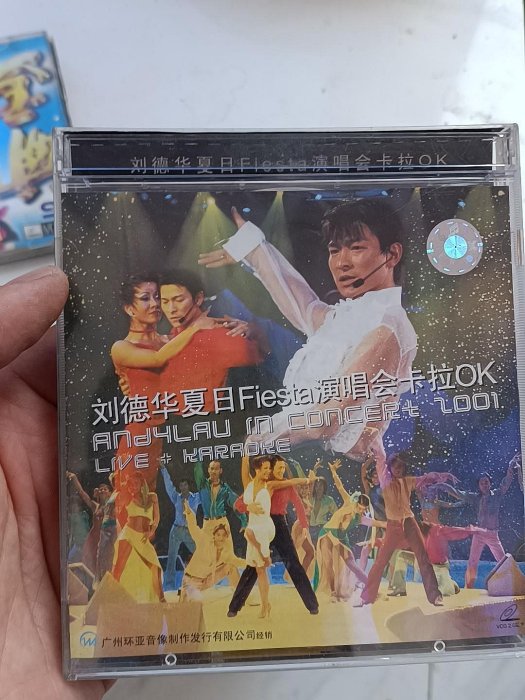 刘德华夏日Fiesta演唱会卡拉OK
刘德华夏日Fiesta演唱会卡拉OK
ANdYLAU IN CONCERt 2001
LIVE + KARAOKE
广州环亚音像制作发行有限公司经销
VCD 2.0